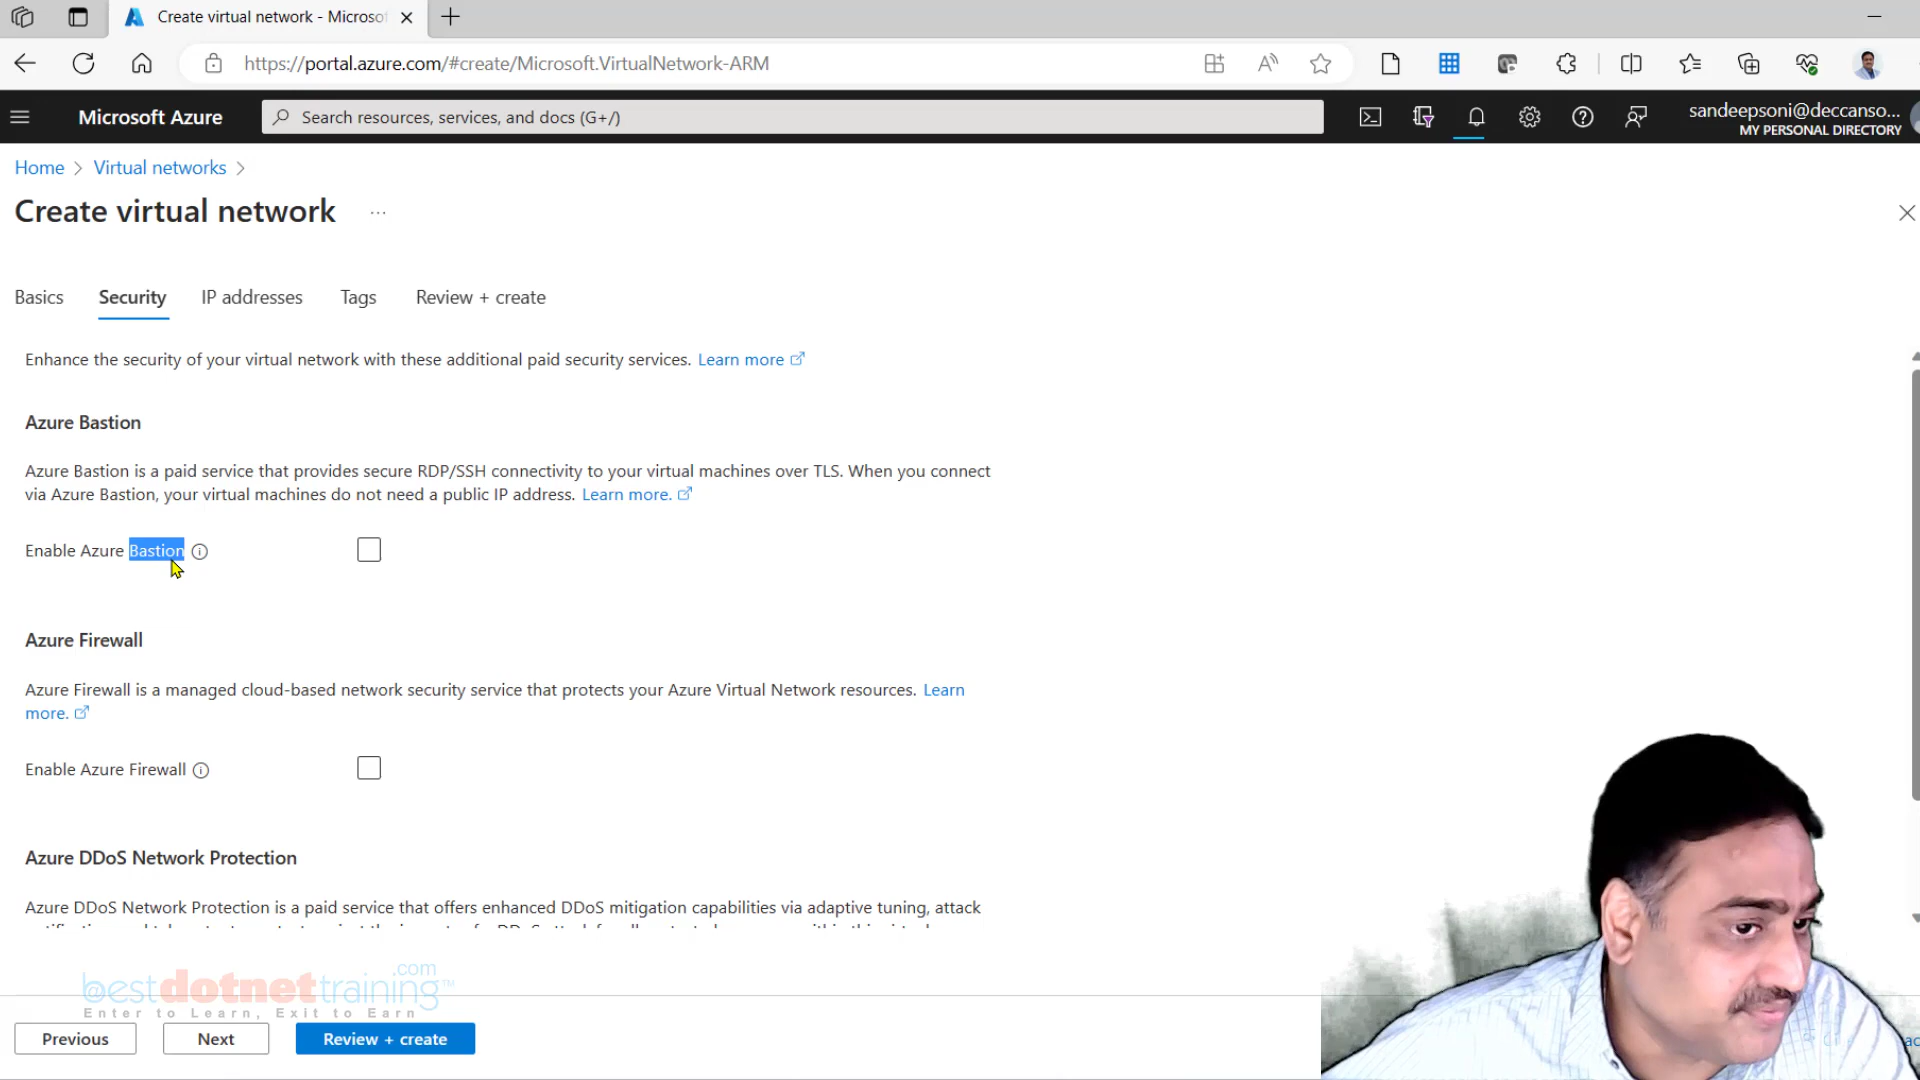 Create virtual network - Microso
https://portal.azure.com/#create/Microsoft.VirtualNetwork-ARM
Microsoft Azure
Search resources, services, and docs (G+/)
sandeepsoni@deccanso...
MY PERSONAL DIRECTORY
Home > Virtual networks >
Create virtual network ...
Basics Security IP addresses Tags Review + create
Enhance the security of your virtual network with these additional paid security services. Learn more
Azure Bastion
Azure Bastion is a paid service that provides secure RDP/SSH connectivity to your virtual machines over TLS. When you connect
via Azure Bastion, your virtual machines do not need a public IP address. Learn more.
Enable Azure Bastion
Azure Firewall
Azure Firewall is a managed cloud-based network security service that protects your Azure Virtual Network resources. Learn
more.
Enable Azure Firewall
Azure DDoS Network Protection
Azure DDoS Network Protection is a paid service that offers enhanced DDoS mitigation capabilities via adaptive tuning, attack
bestdotnettraining.com™
Enter to Learn, Exit to Earn
Previous Next Review + create